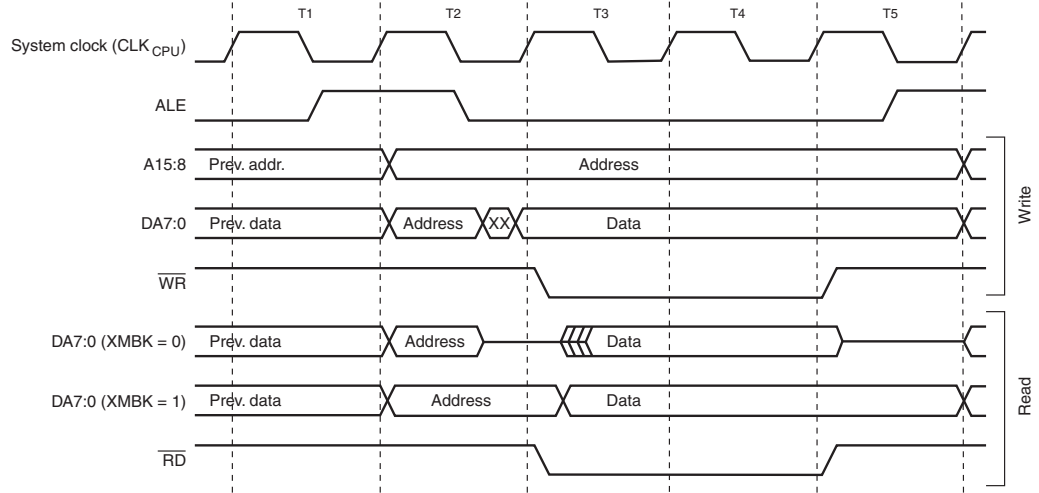 T1 T2 T3 T4 T5
System clock (CLK CPU)
ALE
A15:8 Prev. addr. Address
DA7:0 Prev. data Address XX Data
WR
Write
DA7:0 (XMBK = 0) Prev. data Address Data
DA7:0 (XMBK = 1) Prev. data Address Data
RD
Read